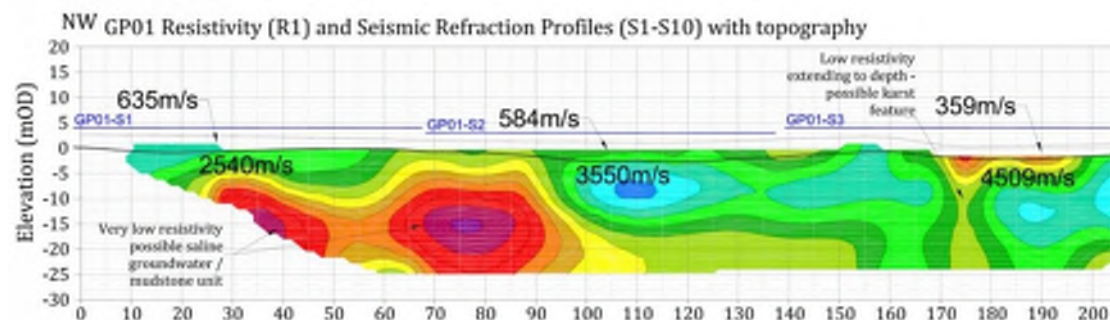 NW GP01 Resistivity (R1) and Seismic Refraction Profiles (S1-S10) with topography
20
15
10
5
0
-5
-10
-15
-20
-25
-30
Elevation (mOD)
Low resistivity
extending to depth -
possible karst
feature
635m/s
584m/s
359m/s
GP01-S1
GP01-S2
GP01-S3
2540m/s
3550m/s
4509m/s
Very low resistivity
possible saline
groundwater /
mudstone unit
0 10 20 30 40 50 60 70 80 90 100 110 120 130 140 150 160 170 180 190 200